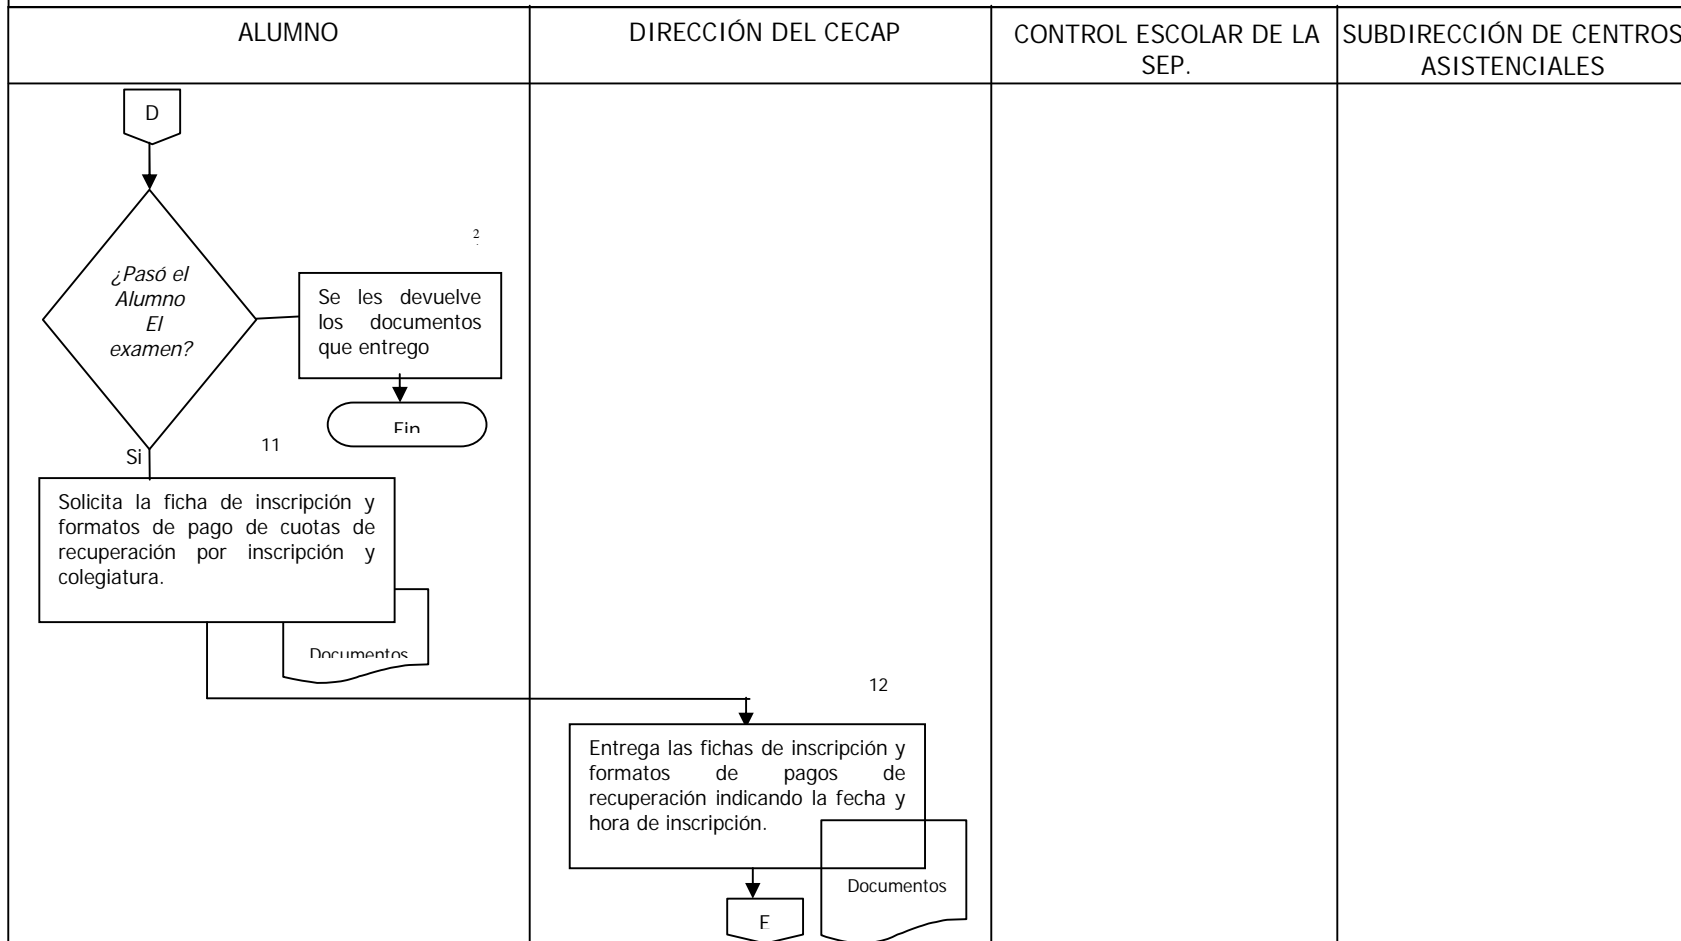 ALUMNO
DIRECCIÓN DEL CECAP
CONTROL ESCOLAR DE LA
SEP.
SUBDIRECCIÓN DE CENTROS
ASISTENCIALES
D
¿Pasó el
Alumno
El
examen?
2
Se les devuelve
los documentos
que entrego
Fin
Si
11
Solicita la ficha de inscripción y
formatos de pago de cuotas de
recuperación por inscripción y
colegiatura.
Documentos
12
Entrega las fichas de inscripción y
formatos de pagos de
recuperación indicando la fecha y
hora de inscripción.
Documentos
E